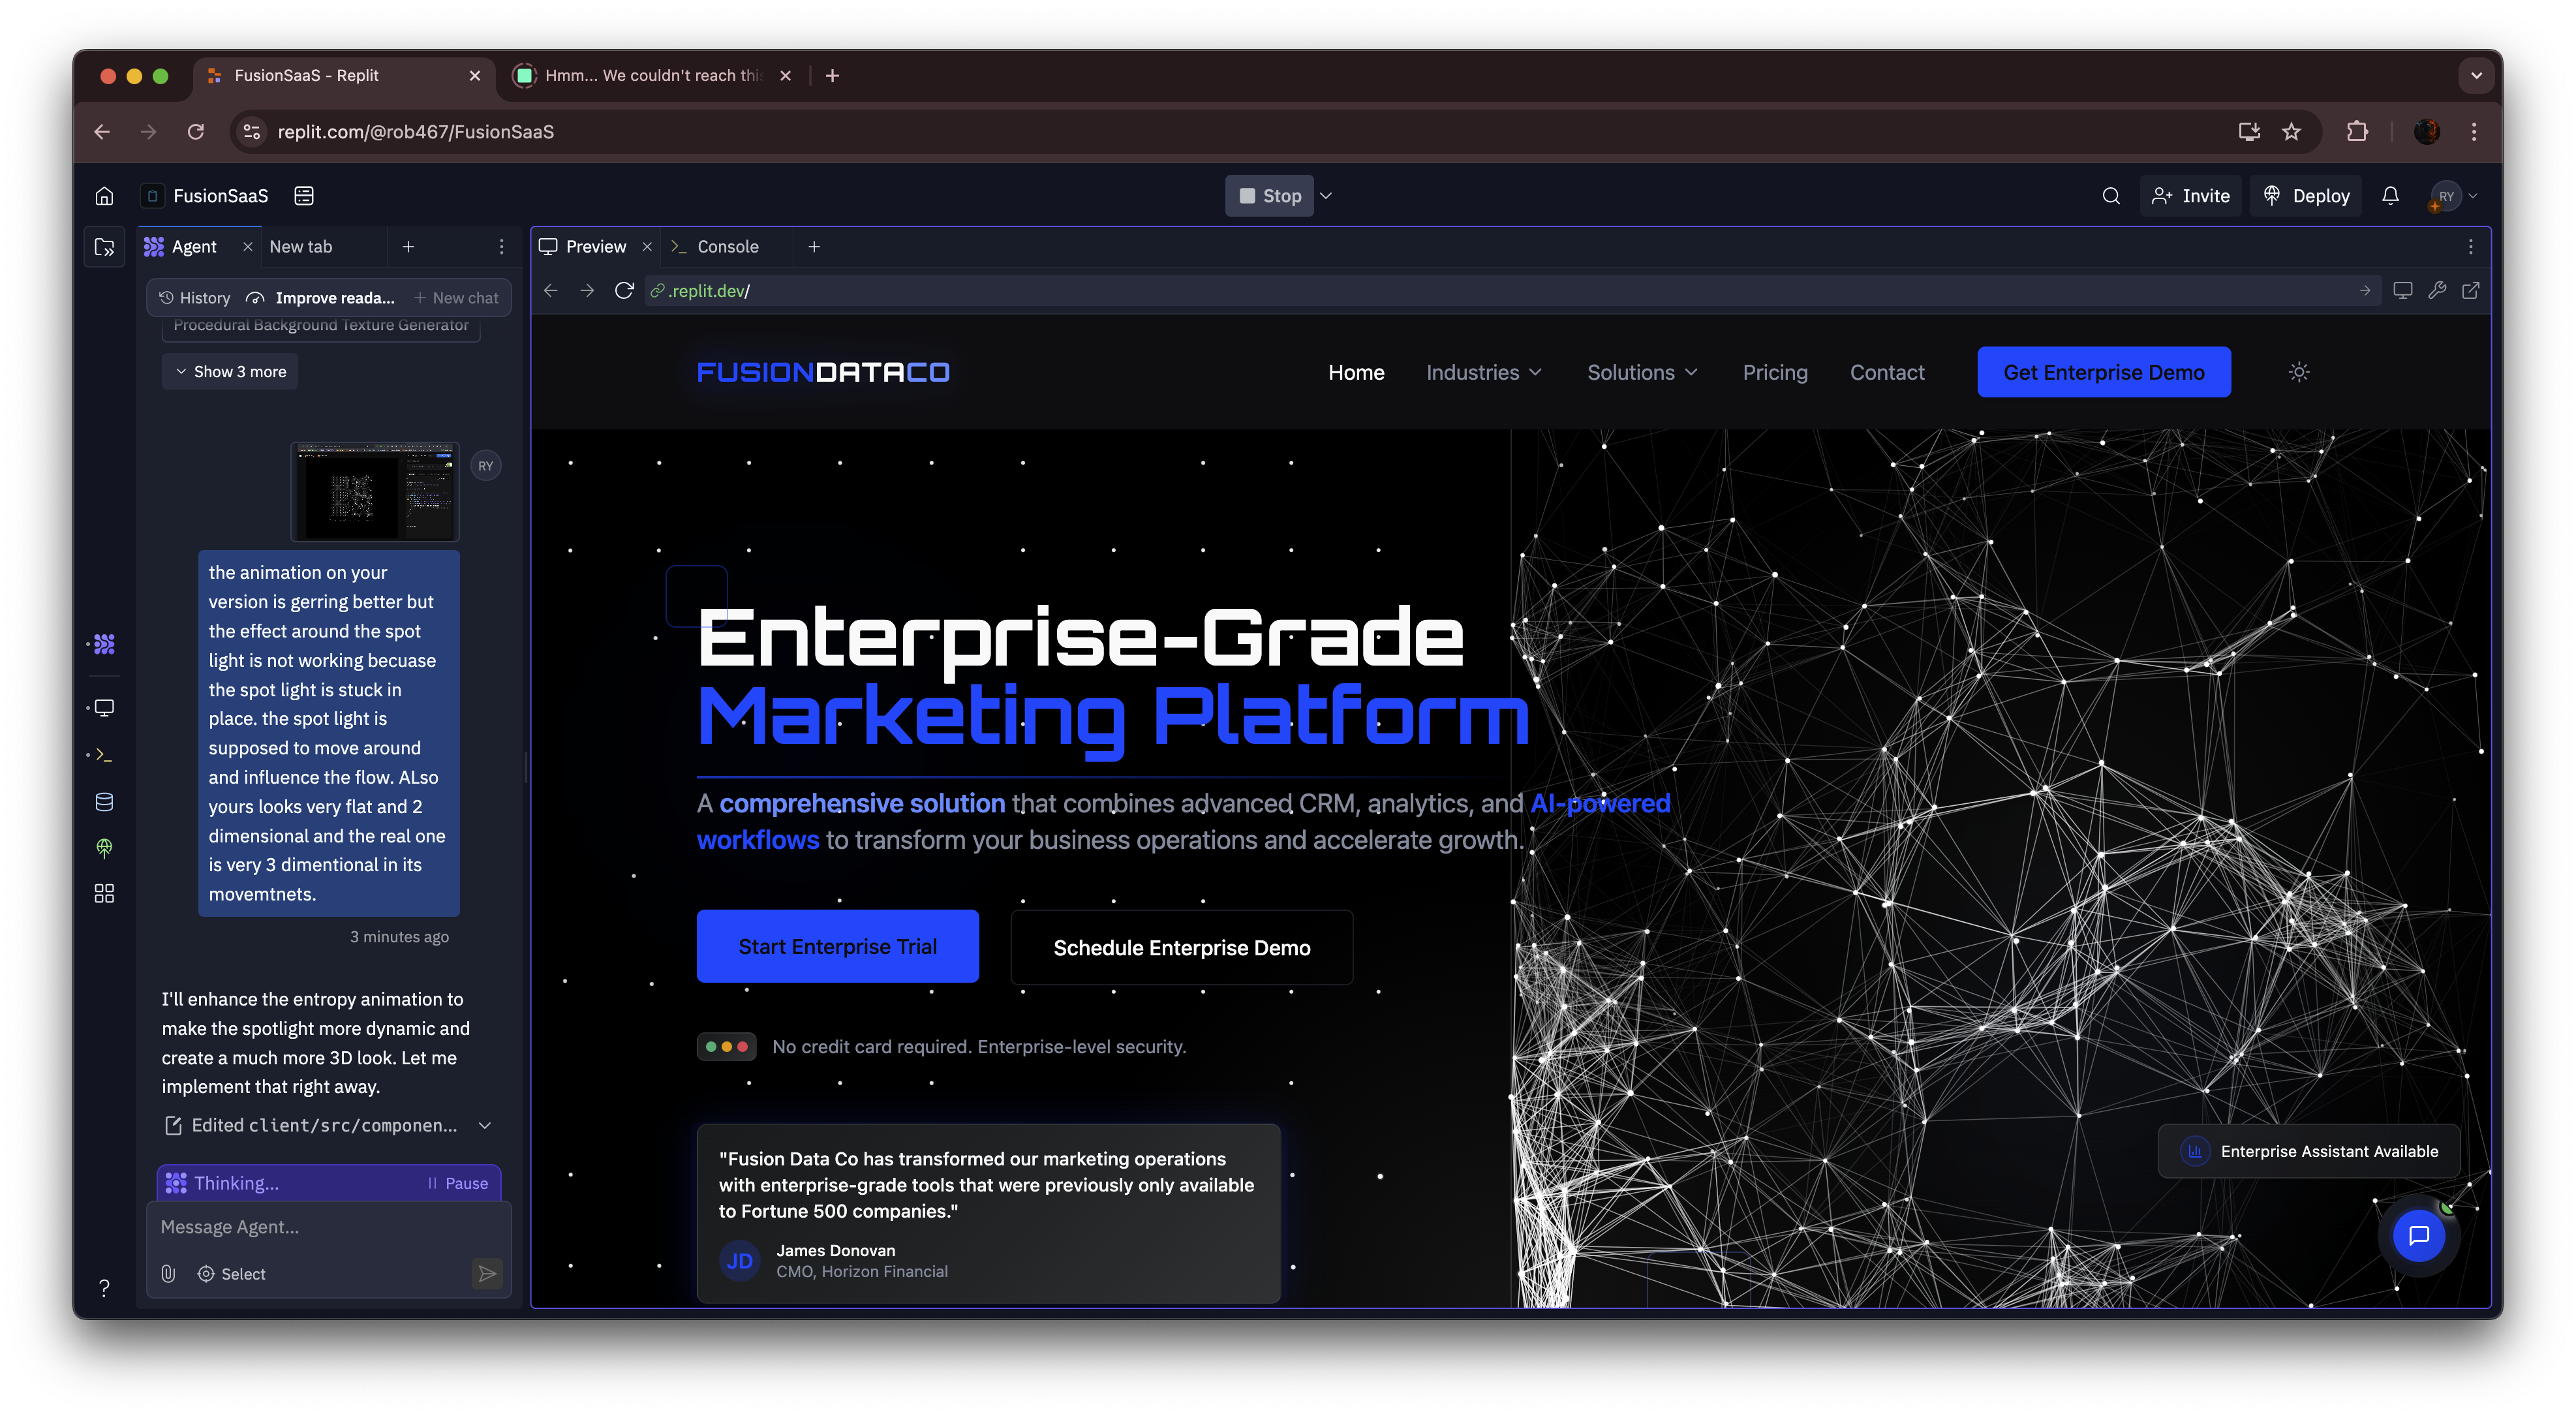 FusionSaaS - Replit
Hmm... We couldn't reach this
replit.com/@rob467/FusionSaaS
FusionSaaS
Stop
Invite
Deploy
RY
Agent
New tab
Preview
Console
History
Improve reada...
New chat
.replit.dev/
Procedural Background Texture Generator
Show 3 more
RY
the animation on your
version is gerring better but
the effect around the spot
light is not working becuase
the spot light is stuck in
place. the spot light is
supposed to move around
and influence the flow. ALso
yours looks very flat and 2
dimensional and the real one
is very 3 dimentional in its
movemtnets.
3 minutes ago
I'll enhance the entropy animation to
make the spotlight more dynamic and
create a much more 3D look. Let me
implement that right away.
Edited client/src/componen...
Thinking...
Pause
Message Agent...
Select
FUSIONDATACO
Home
Industries
Solutions
Pricing
Contact
Get Enterprise Demo
Enterprise-Grade
Marketing Platform
A comprehensive solution that combines advanced CRM, analytics, and AI-powered
workflows to transform your business operations and accelerate growth.
Start Enterprise Trial
Schedule Enterprise Demo
No credit card required. Enterprise-level security.
"Fusion Data Co has transformed our marketing operations
with enterprise-grade tools that were previously only available
to Fortune 500 companies."
JD
James Donovan
CMO, Horizon Financial
Enterprise Assistant Available